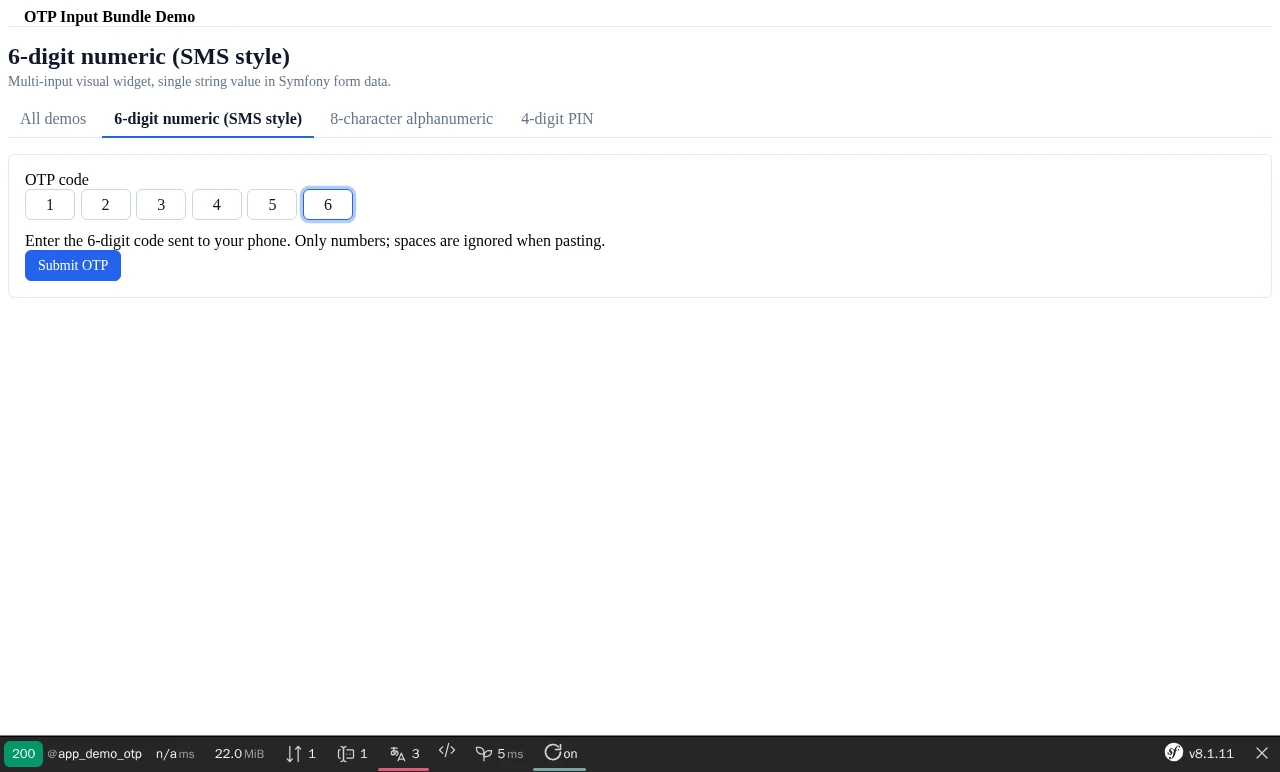 OTP Input Bundle Demo
6-digit numeric (SMS style)
Multi-input visual widget, single string value in Symfony form data.
All demos 6-digit numeric (SMS style) 8-character alphanumeric 4-digit PIN
OTP code
1 2 3 4 5 6
Enter the 6-digit code sent to your phone. Only numbers; spaces are ignored when pasting.
Submit OTP
200 @app_demo_otp n/a ms 22.0 MiB 1 1 3 5 ms on sf v8.1.11